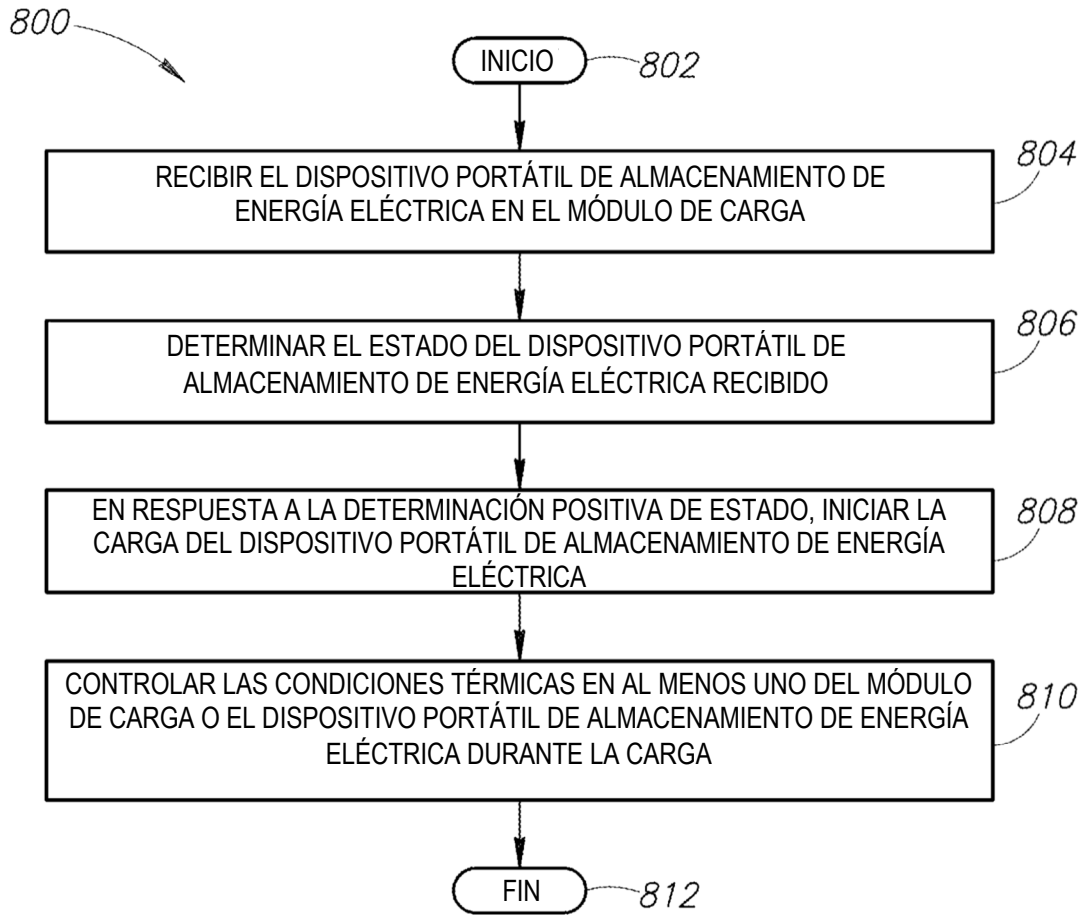 800
INICIO
802
RECIBIR EL DISPOSITIVO PORTÁTIL DE ALMACENAMIENTO DE
ENERGÍA ELÉCTRICA EN EL MÓDULO DE CARGA
804
DETERMINAR EL ESTADO DEL DISPOSITIVO PORTÁTIL DE
ALMACENAMIENTO DE ENERGÍA ELÉCTRICA RECIBIDO
806
EN RESPUESTA A LA DETERMINACIÓN POSITIVA DE ESTADO, INICIAR LA
CARGA DEL DISPOSITIVO PORTÁTIL DE ALMACENAMIENTO DE ENERGÍA
ELÉCTRICA
808
CONTROLAR LAS CONDICIONES TÉRMICAS EN AL MENOS UNO DEL MÓDULO
DE CARGA O EL DISPOSITIVO PORTÁTIL DE ALMACENAMIENTO DE ENERGÍA
ELÉCTRICA DURANTE LA CARGA
810
FIN
812